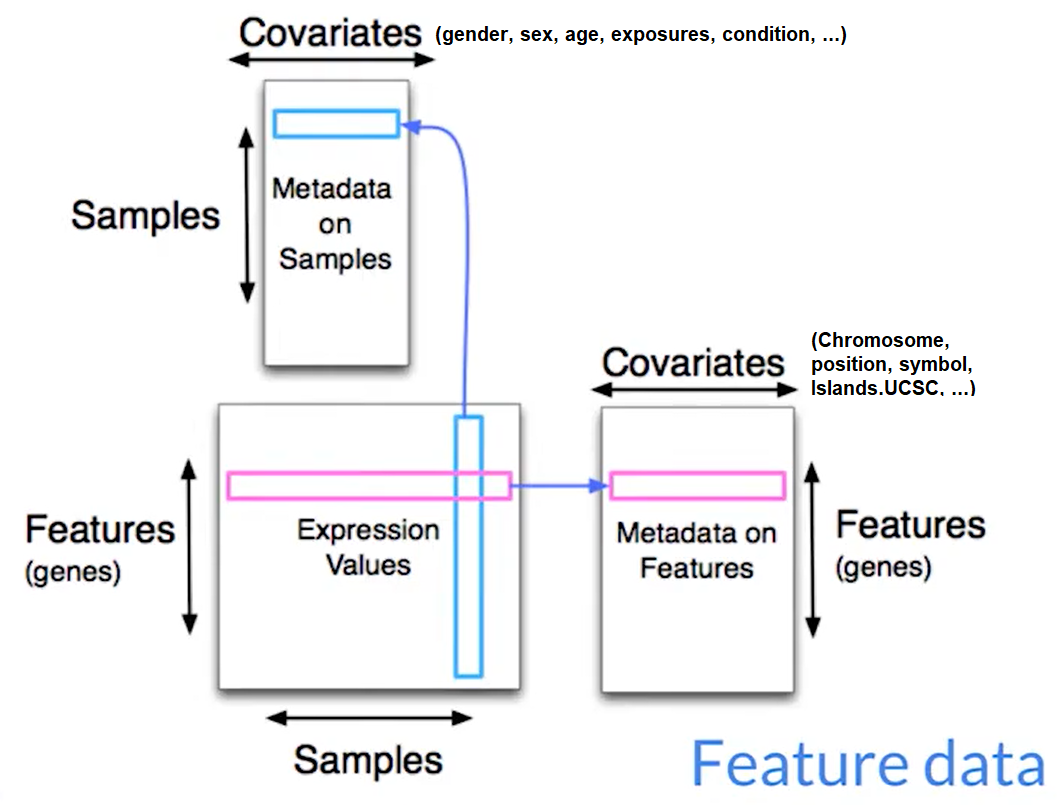 Covariates (gender, sex, age, exposures, condition, ...)
Samples
Metadata
on
Samples
Covariates
(Chromosome,
position, symbol,
Islands.UCSC, ...)
Features
(genes)
Expression
Values
Metadata on
Features
Features
(genes)
Samples
Feature data